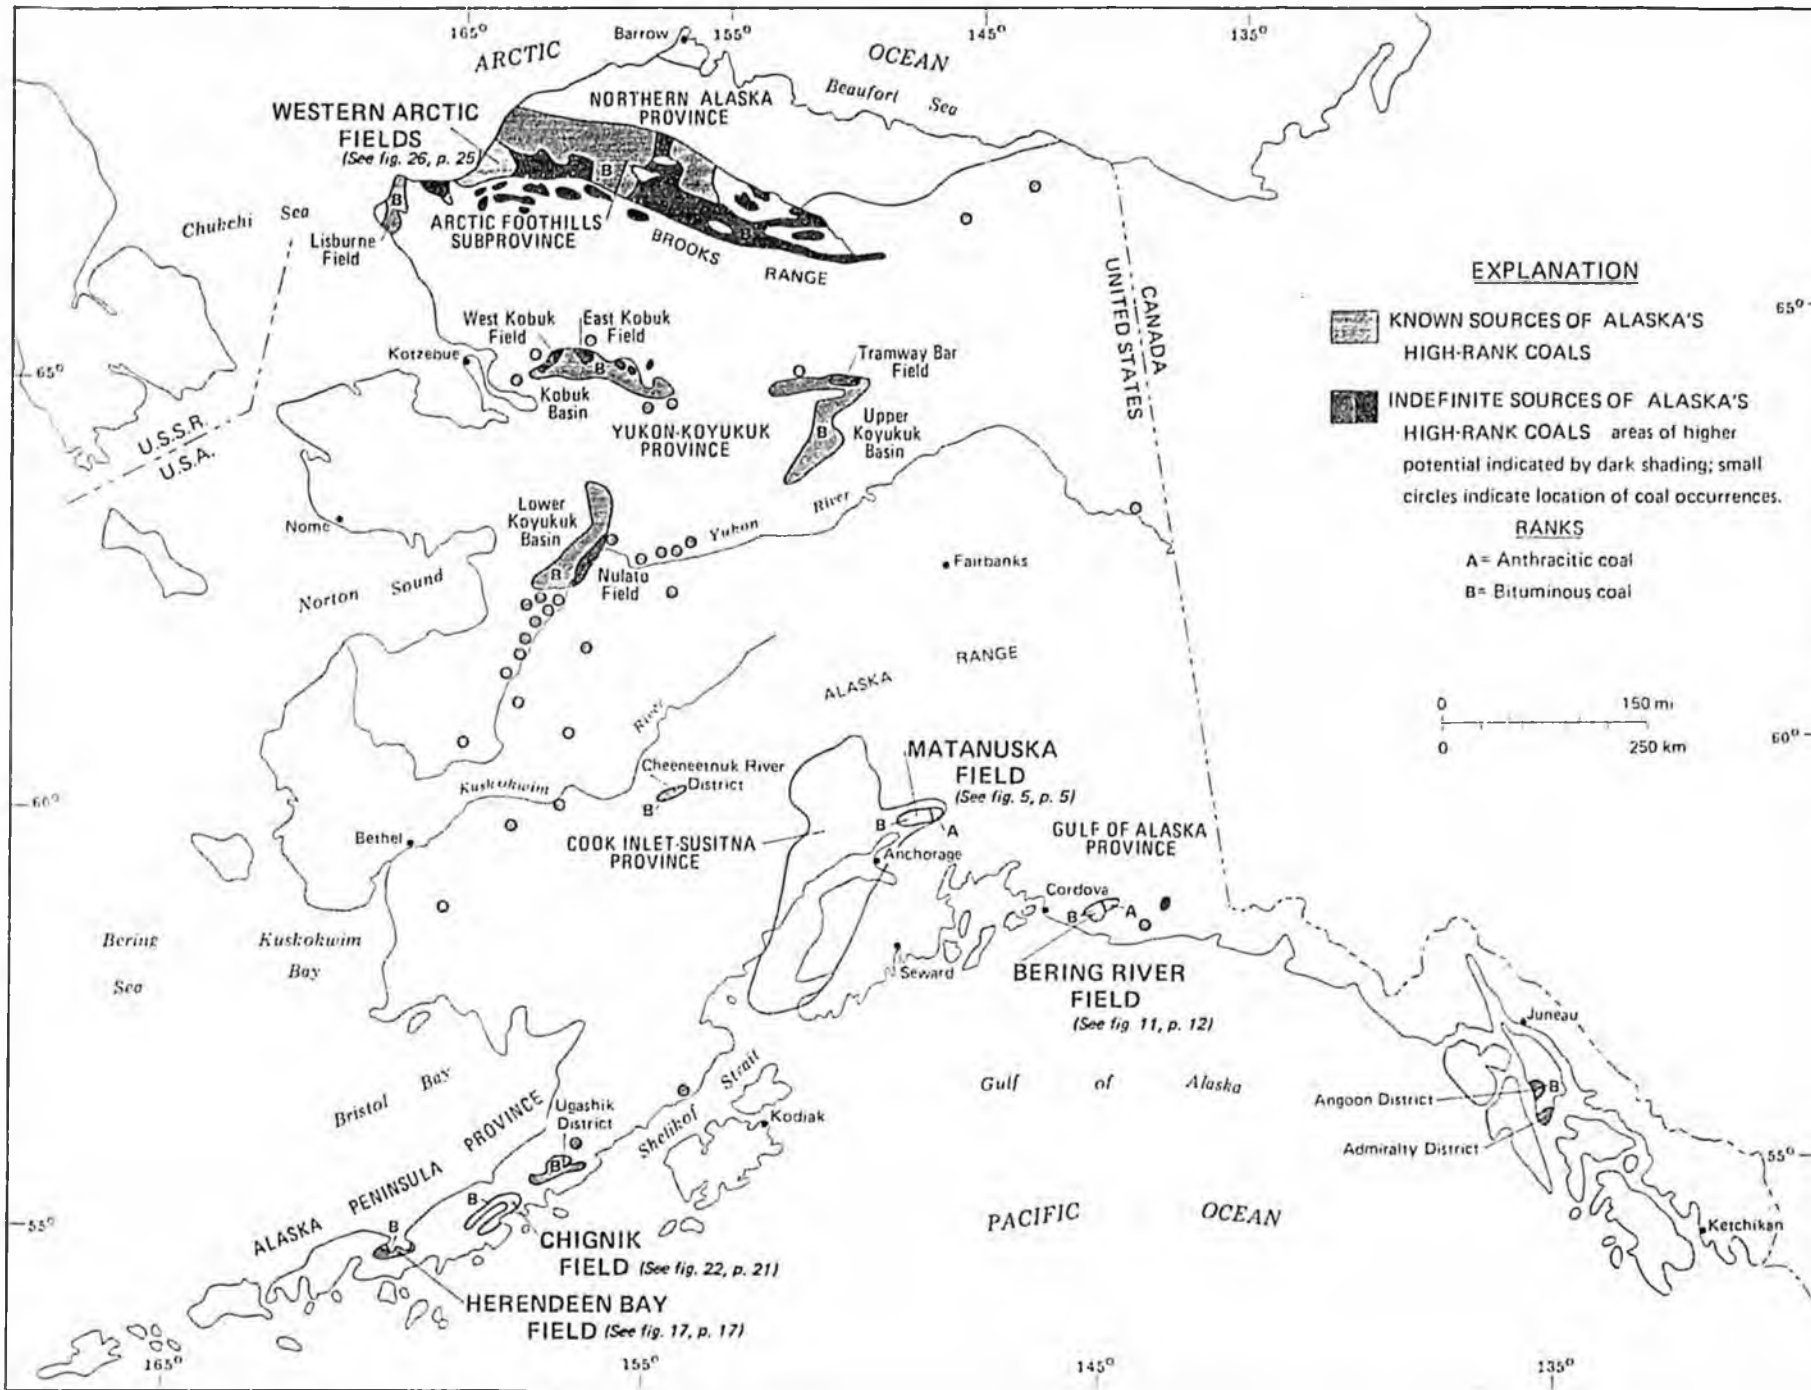 165°
155°
145°
135°
Barrow
ARCTIC
OCEAN
Beaufort Sea
NORTHERN ALASKA
PROVINCE
WESTERN ARCTIC
FIELDS
(See fig. 26, p. 25)
B
B
B
Chukchi Sea
Lisburne
Field
ARCTIC FOOTHILLS
SUBPROVINCE
BROOKS
RANGE
UNITED STATES
CANADA
EXPLANATION
KNOWN SOURCES OF ALASKA'S
HIGH-RANK COALS
65°
INDEFINITE SOURCES OF ALASKA'S
HIGH-RANK COALS areas of higher
potential indicated by dark shading; small
circles indicate location of coal occurrences.
RANKS
A= Anthracitic coal
B= Bituminous coal
West Kobuk
Field
East Kobuk
Field
Kotzebue
65°
B
Kobuk
Basin
Tramway Bar
Field
YUKON-KOYUKUK
PROVINCE
B
Upper
Koyukuk
Basin
U.S.S.R.
U.S.A.
Nome
Lower
Koyukuk
Basin
Yukon River
B
Nulato
Field
Fairbanks
Norton Sound
ALASKA RANGE
0 150 mi
0 250 km
60°
Kuskokwim River
Cheeneetnuk River
District
B
MATANUSKA
FIELD
(See fig. 5, p. 5)
B
A
60°
Bethel
COOK INLET-SUSITNA
PROVINCE
Anchorage
GULF OF ALASKA
PROVINCE
Cordova
B
A
Bering
Sea
Kuskokwim
Bay
Seward
BERING RIVER
FIELD
(See fig. 11, p. 12)
Juneau
Gulf of Alaska
Angoon District
B
Admiralty District
55°
Bristol Bay
Shelikof Strait
Kodiak
Ugashik
District
B
ALASKA PENINSULA PROVINCE
B
B
55°
PACIFIC OCEAN
Ketchikan
CHIGNIK
FIELD (See fig. 22, p. 21)
HERENDEEN BAY
FIELD (See fig. 17, p. 17)
165°
155°
145°
135°